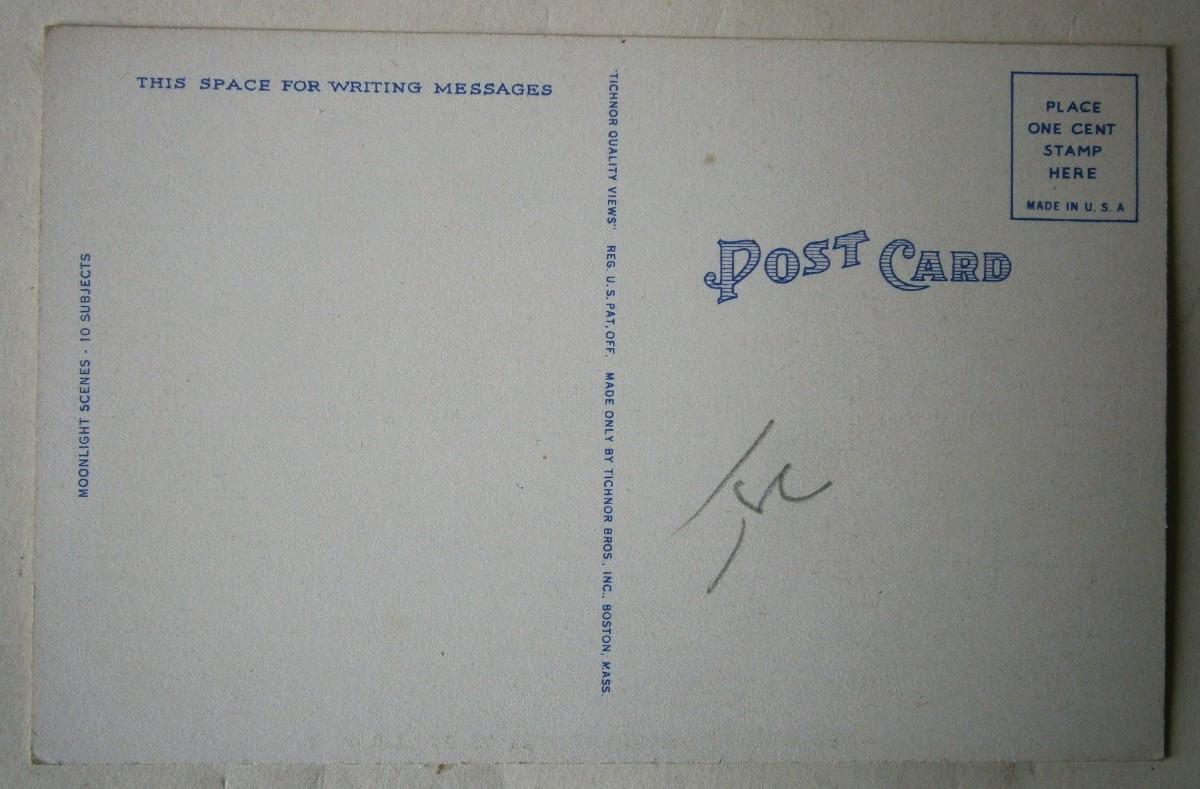 THIS SPACE FOR WRITING MESSAGES
MOONLIGHT SCENES - 10 SUBJECTS
"TICHNOR QUALITY VIEWS" REG. U. S. PAT. OFF. MADE ONLY BY TICHNOR BROS., INC., BOSTON, MASS.
PLACE
ONE CENT
STAMP
HERE
MADE IN U. S. A
POST CARD